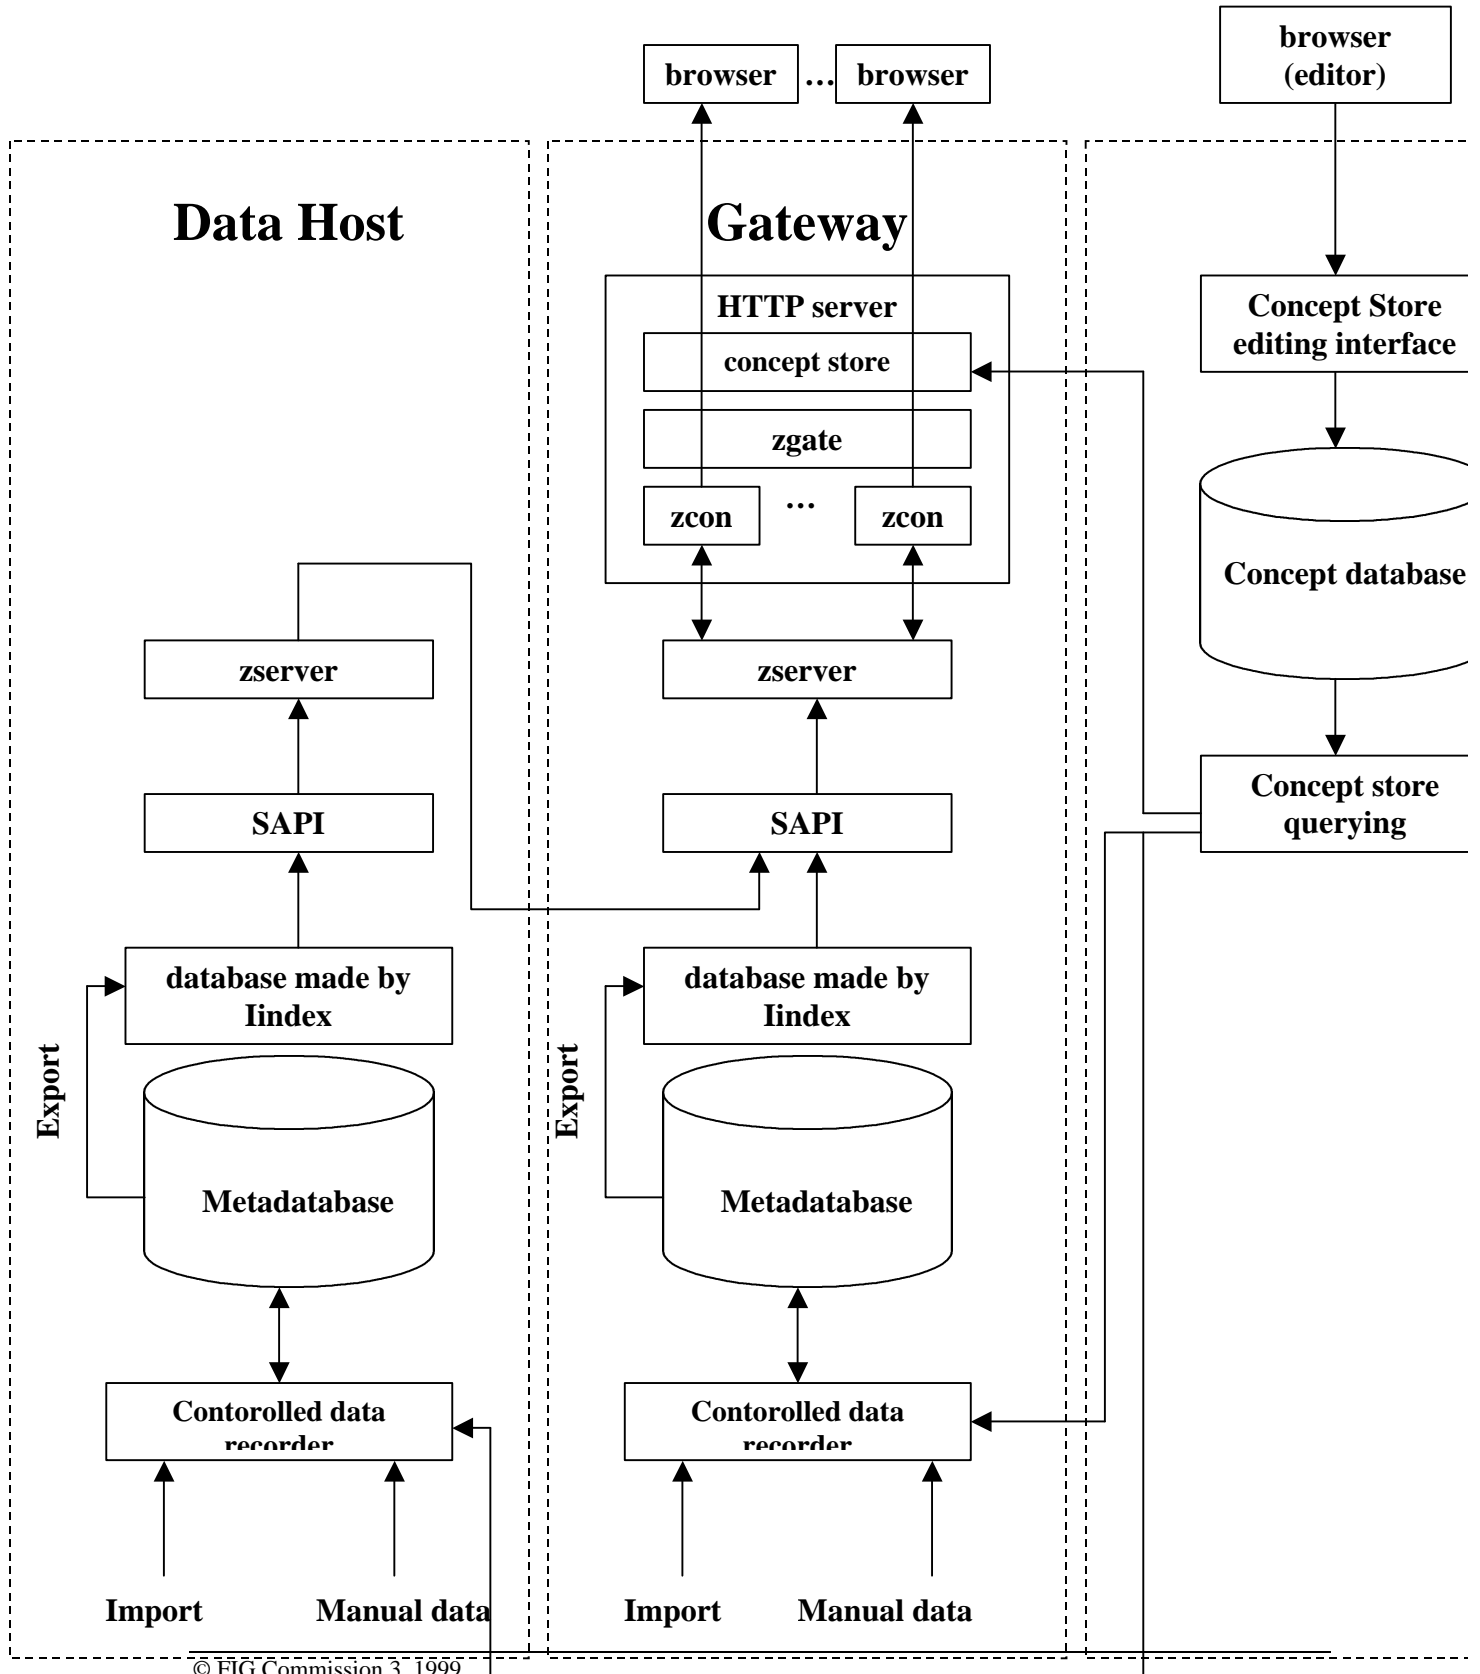 browser
...
browser
browser
(editor)
Data Host
Gateway
HTTP server
concept store
zgate
zcon
...
zcon
Concept Store
editing interface
Concept database
Concept store
querying
zserver
SAPI
database made by
Iindex
Export
Metadatabase
Contorolled data
recorder
Import
Manual data
zserver
SAPI
database made by
Iindex
Export
Metadatabase
Contorolled data
recorder
Import
Manual data
© FIG Commission 3, 1999